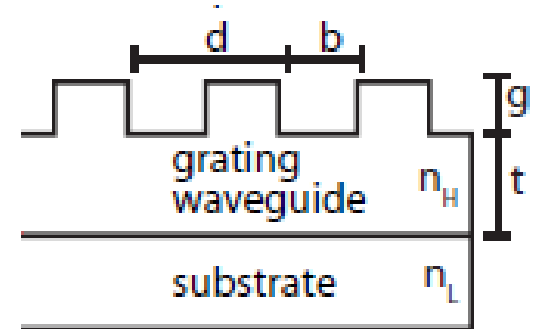 d b
g
grating
waveguide n_H t
substrate n_L